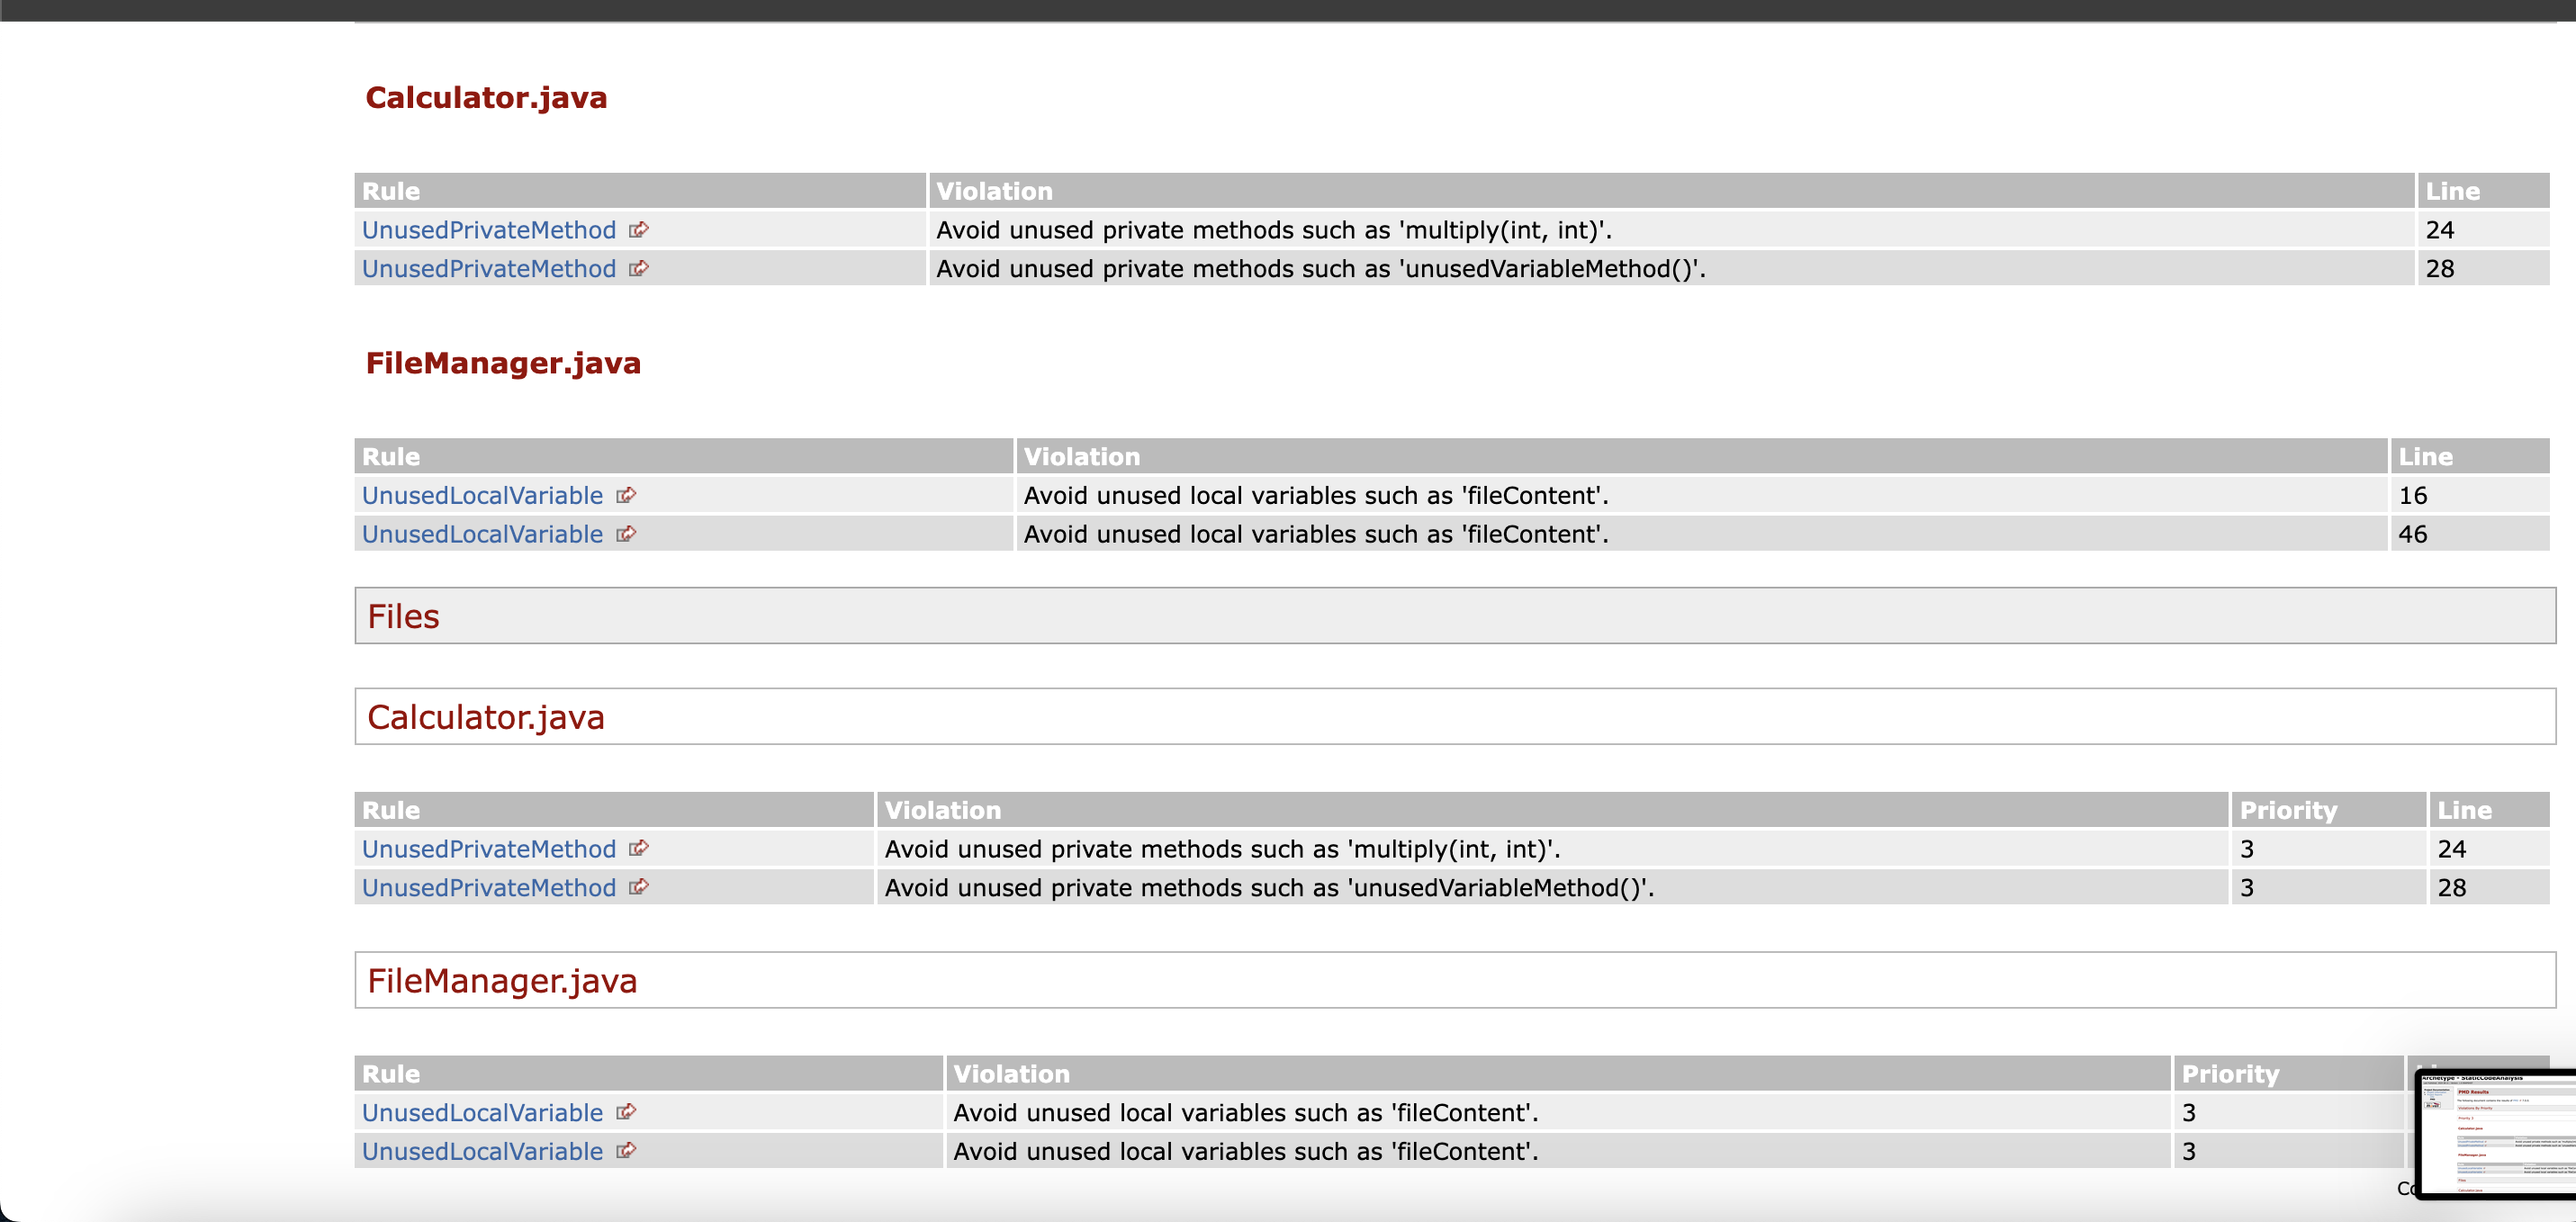 Calculator.java
Rule Violation Line
UnusedPrivateMethod Avoid unused private methods such as 'multiply(int, int)'. 24
UnusedPrivateMethod Avoid unused private methods such as 'unusedVariableMethod()'. 28
FileManager.java
Rule Violation Line
UnusedLocalVariable Avoid unused local variables such as 'fileContent'. 16
UnusedLocalVariable Avoid unused local variables such as 'fileContent'. 46
Files
Calculator.java
Rule Violation Priority Line
UnusedPrivateMethod Avoid unused private methods such as 'multiply(int, int)'. 3 24
UnusedPrivateMethod Avoid unused private methods such as 'unusedVariableMethod()'. 3 28
FileManager.java
Rule Violation Priority
UnusedLocalVariable Avoid unused local variables such as 'fileContent'. 3
UnusedLocalVariable Avoid unused local variables such as 'fileContent'. 3